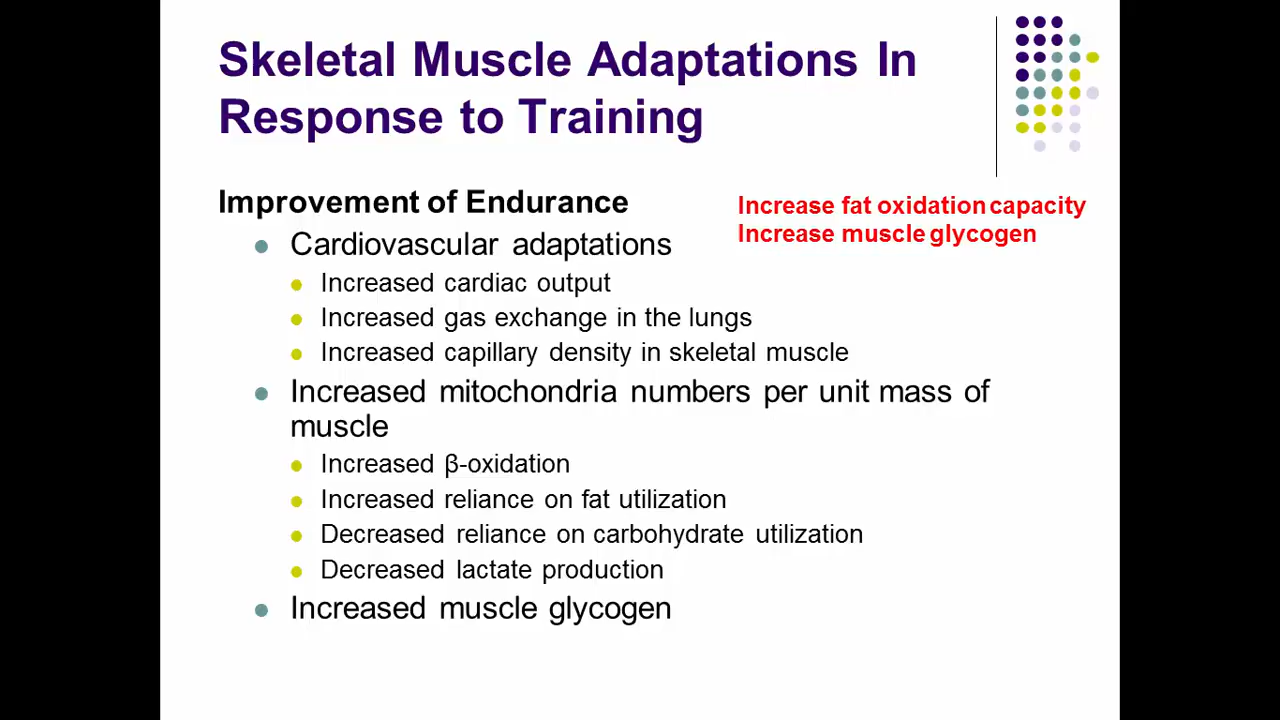 Skeletal Muscle Adaptations In
Response to Training
Improvement of Endurance
Increase fat oxidation capacity
Increase muscle glycogen
Cardiovascular adaptations
Increased cardiac output
Increased gas exchange in the lungs
Increased capillary density in skeletal muscle
Increased mitochondria numbers per unit mass of
muscle
Increased β-oxidation
Increased reliance on fat utilization
Decreased reliance on carbohydrate utilization
Decreased lactate production
Increased muscle glycogen